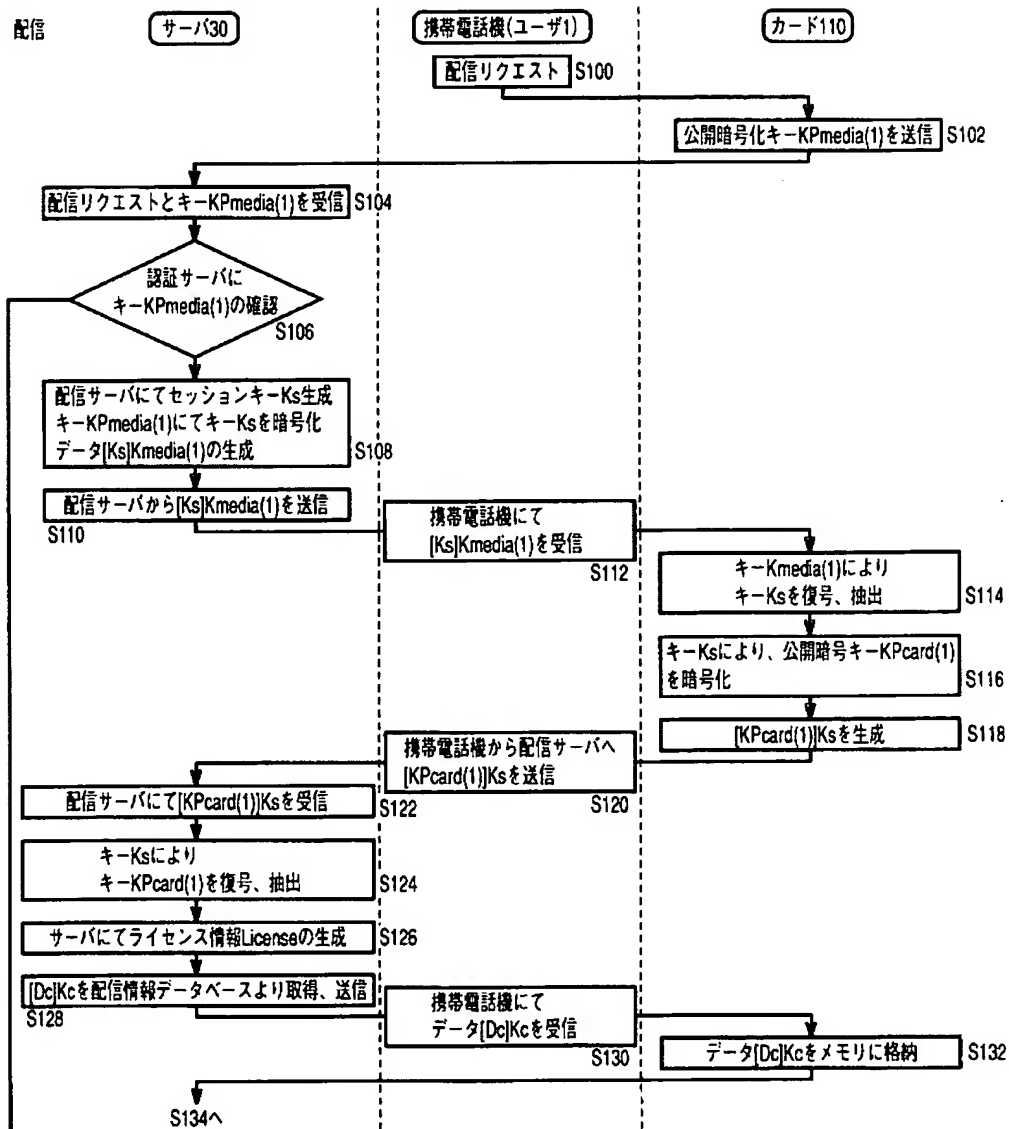 配信
サーバ30
携帯電話機(ユーザ1)
カード110
配信リクエスト
S100
公開暗号化キーKPmedia(1)を送信
S102
配信リクエストとキーKPmedia(1)を受信
S104
認証サーバに
キーKPmedia(1)の確認
S106
配信サーバにてセッションキーKs生成
キーKPmedia(1)にてキーKsを暗号化
データ[Ks]Kmedia(1)の生成
S108
配信サーバから[Ks]Kmedia(1)を送信
S110
携帯電話機にて
[Ks]Kmedia(1)を受信
S112
キーKmedia(1)により
キーKsを復号、抽出
S114
キーKsにより、公開暗号キーKPcard(1)
を暗号化
S116
[KPcard(1)]Ksを生成
S118
携帯電話機から配信サーバへ
[KPcard(1)]Ksを送信
S120
配信サーバにて[KPcard(1)]Ksを受信
S122
キーKsにより
キーKPcard(1)を復号、抽出
S124
サーバにてライセンス情報Licenseの生成
S126
[Dc]Kcを配信情報データベースより取得、送信
S128
携帯電話機にて
データ[Dc]Kcを受信
S130
データ[Dc]Kcをメモリに格納
S132
S134へ